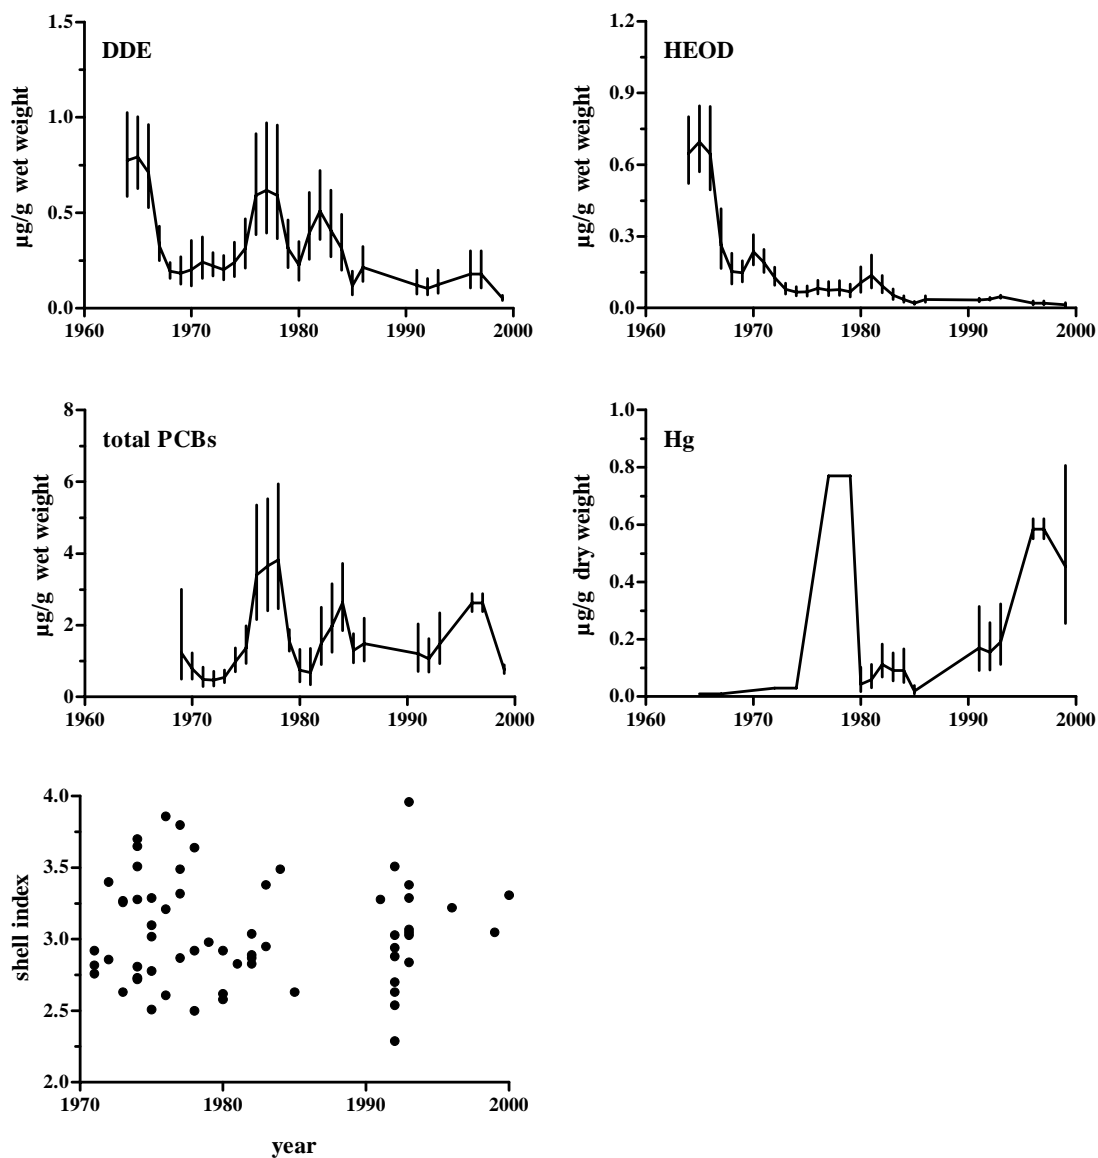 1.5
DDE
1.0
0.5
0.0
µg/g wet weight
1960 1970 1980 1990 2000
1.2
HEOD
0.9
0.6
0.3
0.0
µg/g wet weight
1960 1970 1980 1990 2000
8
total PCBs
6
4
2
0
µg/g wet weight
1960 1970 1980 1990 2000
1.0
Hg
0.8
0.6
0.4
0.2
0.0
µg/g dry weight
1960 1970 1980 1990 2000
4.0
3.5
3.0
2.5
2.0
shell index
1970 1980 1990 2000
year